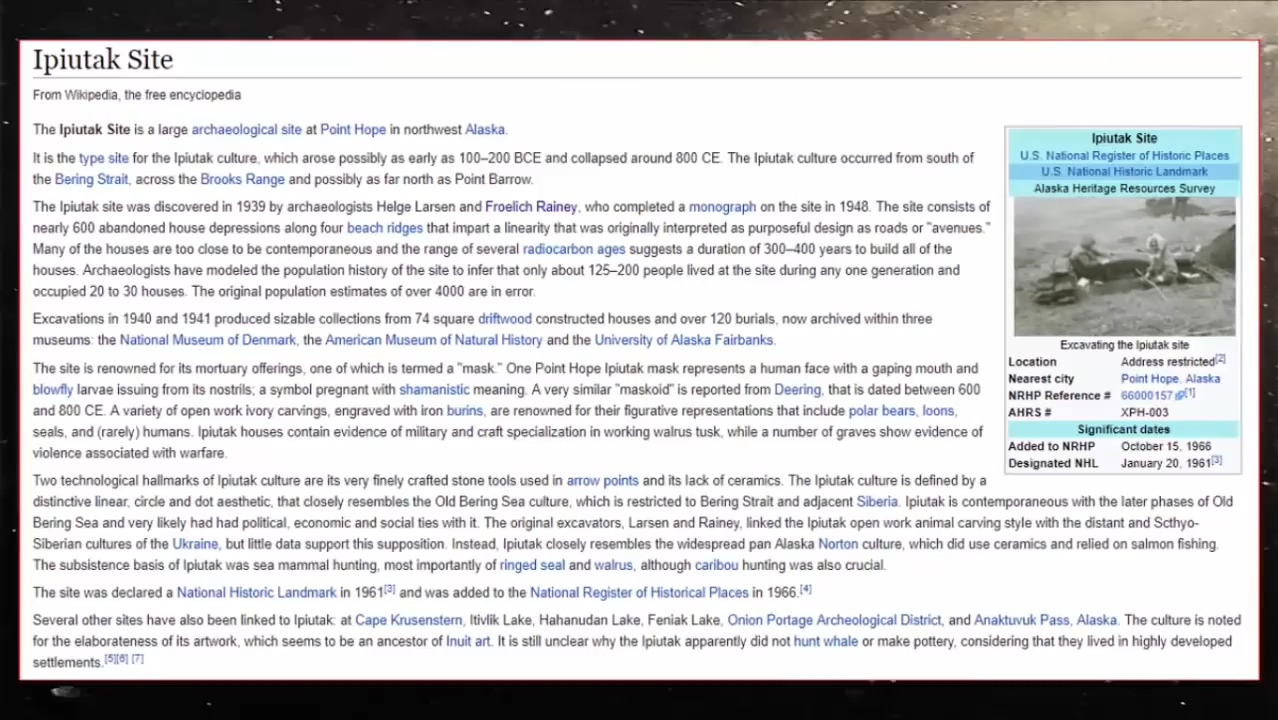 Ipiutak Site
From Wikipedia, the free encyclopedia
The Ipiutak Site is a large archaeological site at Point Hope in northwest Alaska.
It is the type site for the Ipiutak culture, which arose possibly as early as 100–200 BCE and collapsed around 800 CE. The Ipiutak culture occurred from south of
the Bering Strait, across the Brooks Range and possibly as far north as Point Barrow.
The Ipiutak site was discovered in 1939 by archaeologists Helge Larsen and Froelich Rainey, who completed a monograph on the site in 1948. The site consists of
nearly 600 abandoned house depressions along four beach ridges that impart a linearity that was originally interpreted as purposeful design as roads or "avenues."
Many of the houses are too close to be contemporaneous and the range of several radiocarbon ages suggests a duration of 300–400 years to build all of the
houses. Archaeologists have modeled the population history of the site to infer that only about 125–200 people lived at the site during any one generation and
occupied 20 to 30 houses. The original population estimates of over 4000 are in error.
Excavations in 1940 and 1941 produced sizable collections from 74 square driftwood constructed houses and over 120 burials, now archived within three
museums: the National Museum of Denmark, the American Museum of Natural History and the University of Alaska Fairbanks.
The site is renowned for its mortuary offerings, one of which is termed a "mask." One Point Hope Ipiutak mask represents a human face with a gaping mouth and
blowfly larvae issuing from its nostrils; a symbol pregnant with shamanistic meaning. A very similar "maskoid" is reported from Deering, that is dated between 600
and 800 CE. A variety of open work ivory carvings, engraved with iron burins, are renowned for their figurative representations that include polar bears, loons,
seals, and (rarely) humans. Ipiutak houses contain evidence of military and craft specialization in working walrus tusk, while a number of graves show evidence of
violence associated with warfare.
Two technological hallmarks of Ipiutak culture are its very finely crafted stone tools used in arrow points and its lack of ceramics. The Ipiutak culture is defined by a
distinctive linear, circle and dot aesthetic, that closely resembles the Old Bering Sea culture, which is restricted to Bering Strait and adjacent Siberia. Ipiutak is contemporaneous with the later phases of Old
Bering Sea and very likely had had political, economic and social ties with it. The original excavators, Larsen and Rainey, linked the Ipiutak open work animal carving style with the distant and Scthyo-
Siberian cultures of the Ukraine, but little data support this supposition. Instead, Ipiutak closely resembles the widespread pan Alaska Norton culture, which did use ceramics and relied on salmon fishing.
The subsistence basis of Ipiutak was sea mammal hunting, most importantly of ringed seal and walrus, although caribou hunting was also crucial.
The site was declared a National Historic Landmark in 1961[3] and was added to the National Register of Historical Places in 1966.[4]
Several other sites have also been linked to Ipiutak: at Cape Krusenstern, Itivlik Lake, Hahanudan Lake, Feniak Lake, Onion Portage Archeological District, and Anaktuvuk Pass, Alaska. The culture is noted
for the elaborateness of its artwork, which seems to be an ancestor of Inuit art. It is still unclear why the Ipiutak apparently did not hunt whale or make pottery, considering that they lived in highly developed
settlements.[5][6] [7]
Ipiutak Site
U.S. National Register of Historic Places
U.S. National Historic Landmark
Alaska Heritage Resources Survey
Excavating the Ipiutak site
Location Address restricted[2]
Nearest city Point Hope, Alaska
NRHP Reference # 66000157[1]
AHRS # XPH-003
Significant dates
Added to NRHP October 15, 1966
Designated NHL January 20, 1961[3]